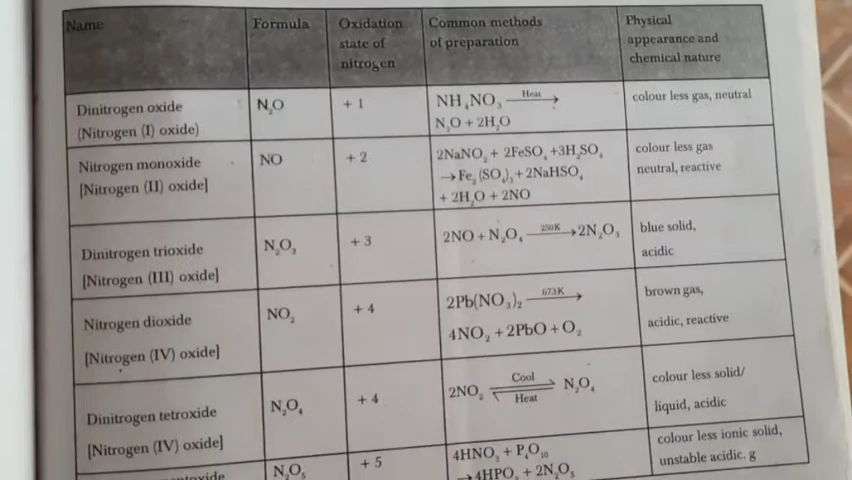 Name
Formula
Oxidation
state of
nitrogen
Common methods
of preparation
Physical
appearance and
chemical nature
Dinitrogen oxide
(Nitrogen (I) oxide)
N₂O
+ 1
NH₄NO₃ —Heat→
N₂O + 2H₂O
colour less gas, neutral
Nitrogen monoxide
[Nitrogen (II) oxide]
NO
+ 2
2NaNO₂ + 2FeSO₄ +3H₂SO₄
→Fe₂(SO₄)₃ + 2NaHSO₄
+ 2H₂O + 2NO
colour less gas
neutral, reactive
Dinitrogen trioxide
[Nitrogen (III) oxide]
N₂O₃
+ 3
2NO + N₂O₄ —250K→ 2N₂O₃
blue solid,
acidic
Nitrogen dioxide
[Nitrogen (IV) oxide]
NO₂
+ 4
2Pb(NO₃)₂ —673K→
4NO₂ + 2PbO + O₂
brown gas,
acidic, reactive
Dinitrogen tetroxide
[Nitrogen (IV) oxide]
N₂O₄
+ 4
2NO₂ ⇌ N₂O₄
Cool
Heat
colour less solid/
liquid, acidic
N₂O₅
+ 5
4HNO₃ + P₄O₁₀
→4HPO₃ + 2N₂O₅
colour less ionic solid,
unstable acidic. g